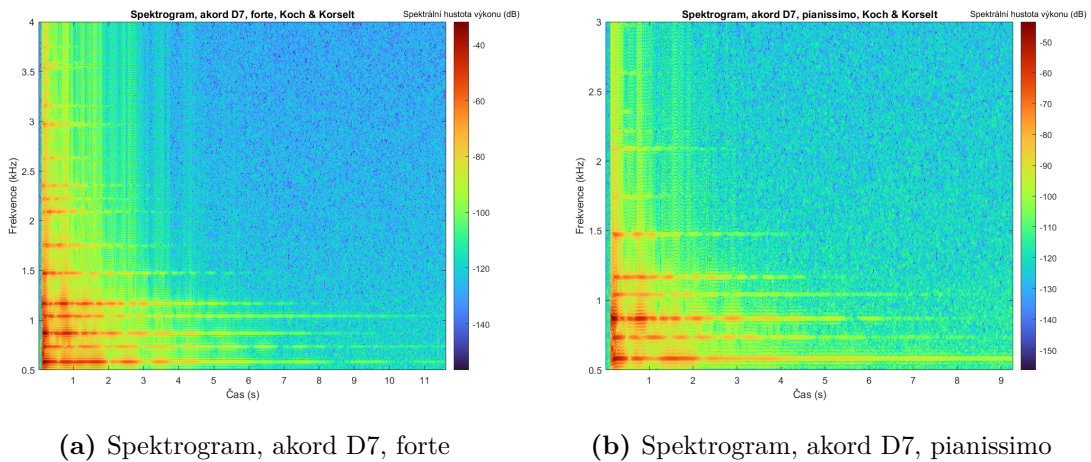 Spektrogram, akord D7, forte, Koch & Korselt
Spektrální hustota výkonu (dB)
4
3.5
3
2.5
2
1.5
1
0.5
Frekvence (kHz)
1 2 3 4 5 6 7 8 9 10 11
Čas (s)
-40
-60
-80
-100
-120
-140
(a) Spektrogram, akord D7, forte
Spektrogram, akord D7, pianissimo, Koch & Korselt
Spektrální hustota výkonu (dB)
3
2.5
2
1.5
1
0.5
Frekvence (kHz)
1 2 3 4 5 6 7 8 9
Čas (s)
-50
-60
-70
-80
-90
-100
-110
-120
-130
-140
-150
(b) Spektrogram, akord D7, pianissimo